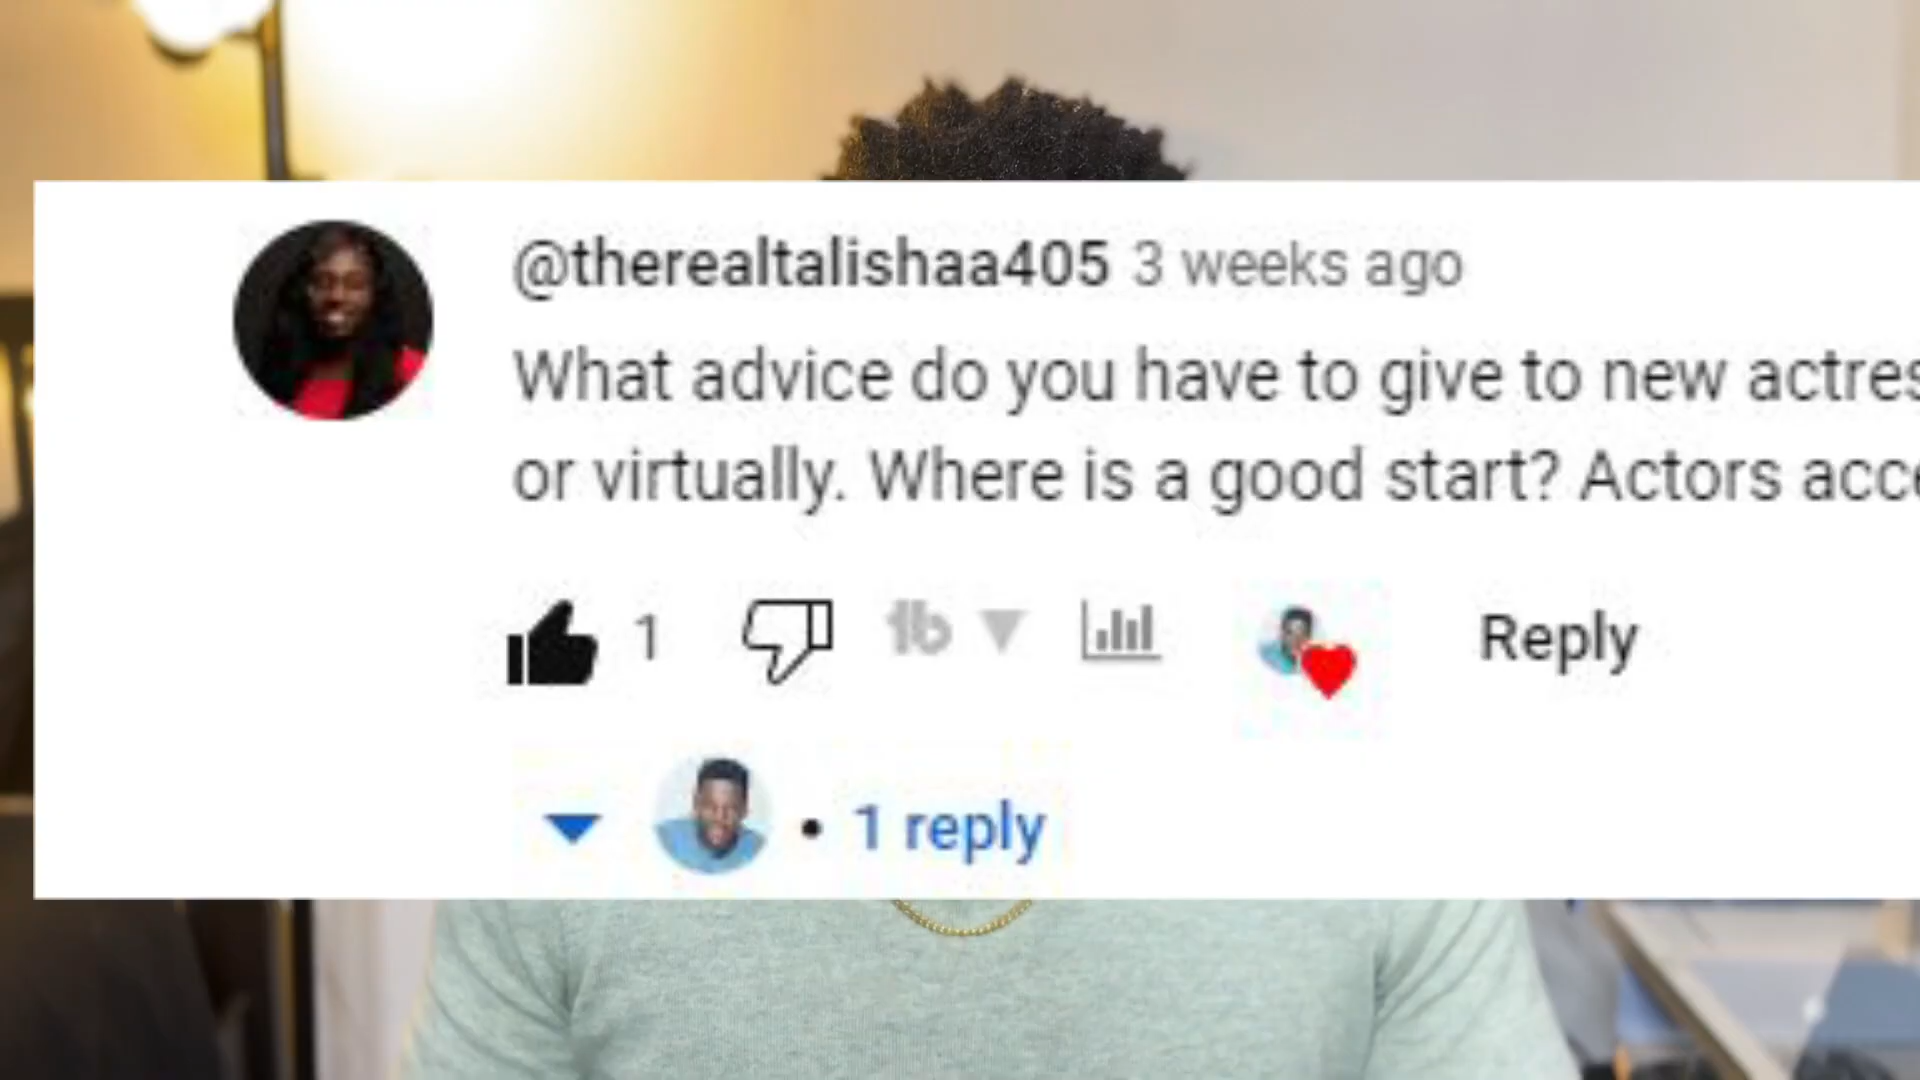 @therealtalishaa405 3 weeks ago
What advice do you have to give to new actres
or virtually. Where is a good start? Actors acce
1
Reply
• 1 reply